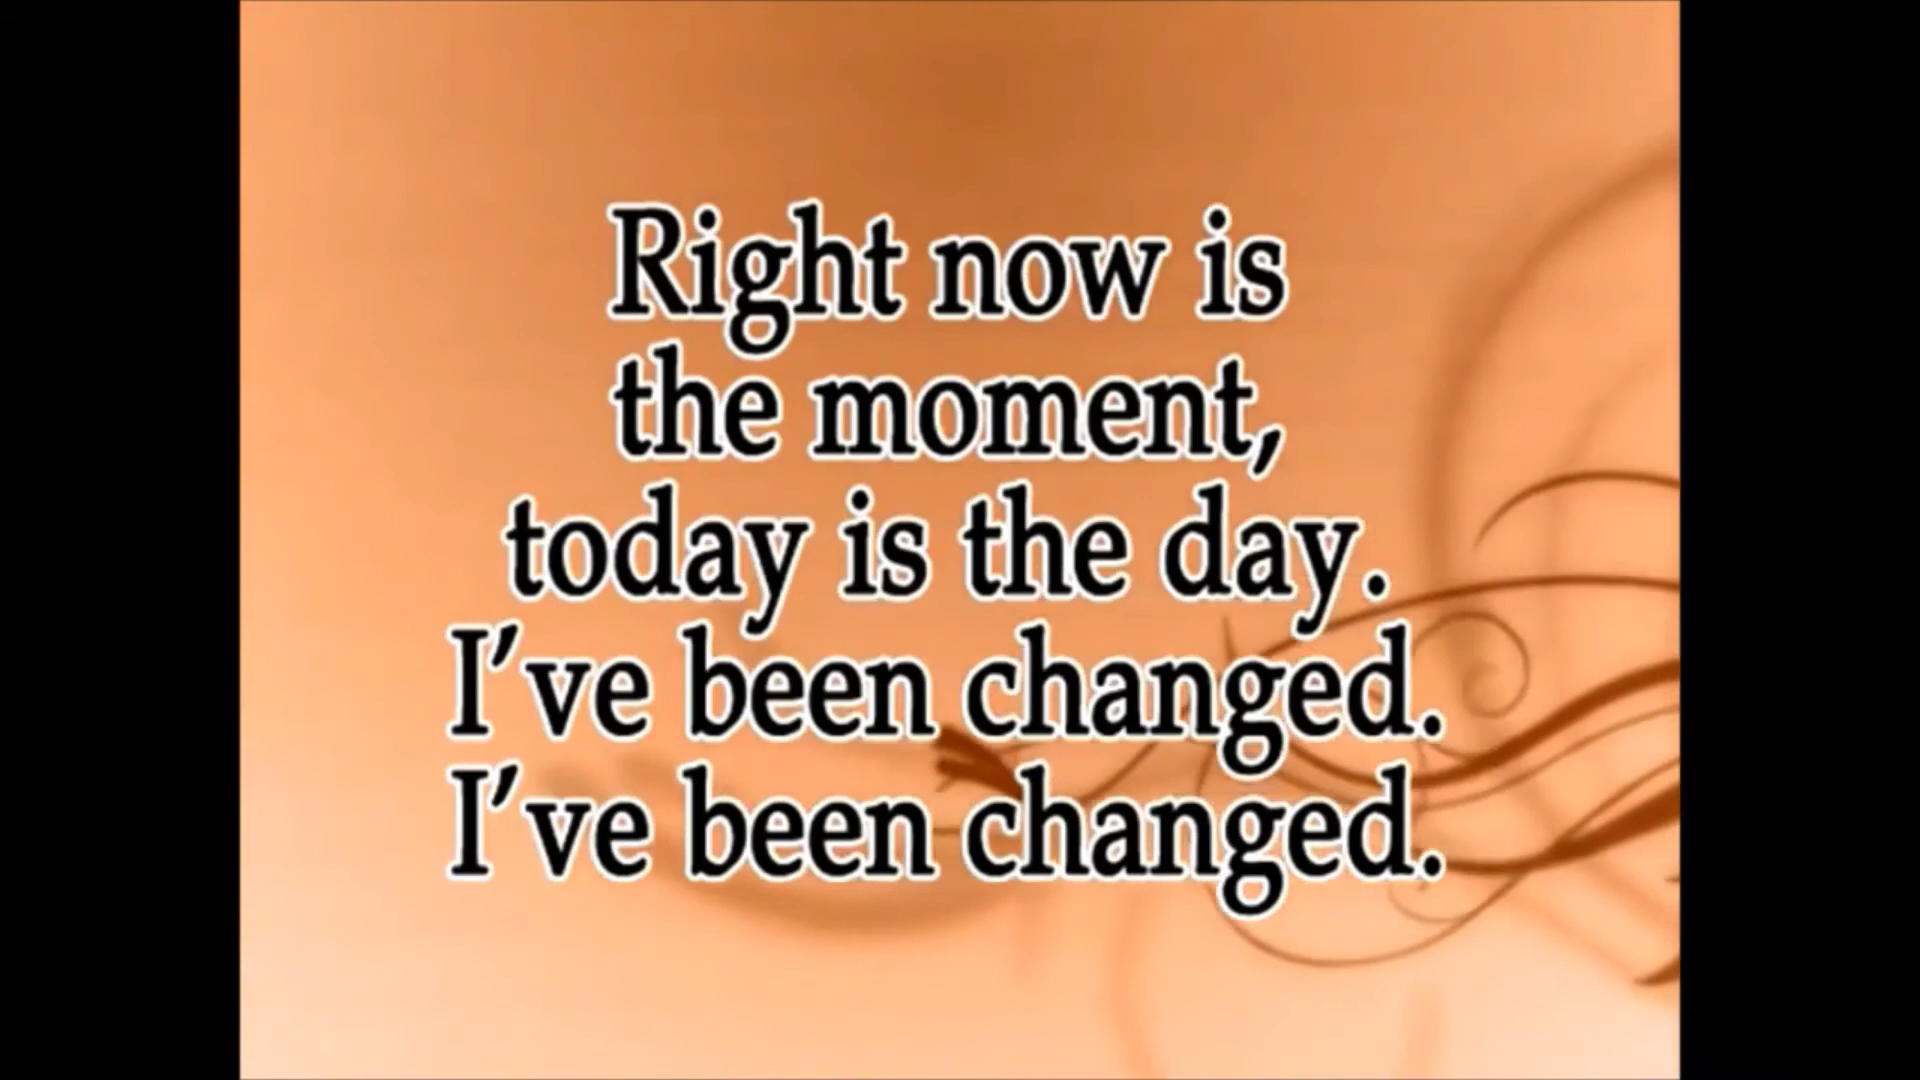 Right now is
the moment,
today is the day.
I’ve been changed.
I’ve been changed.